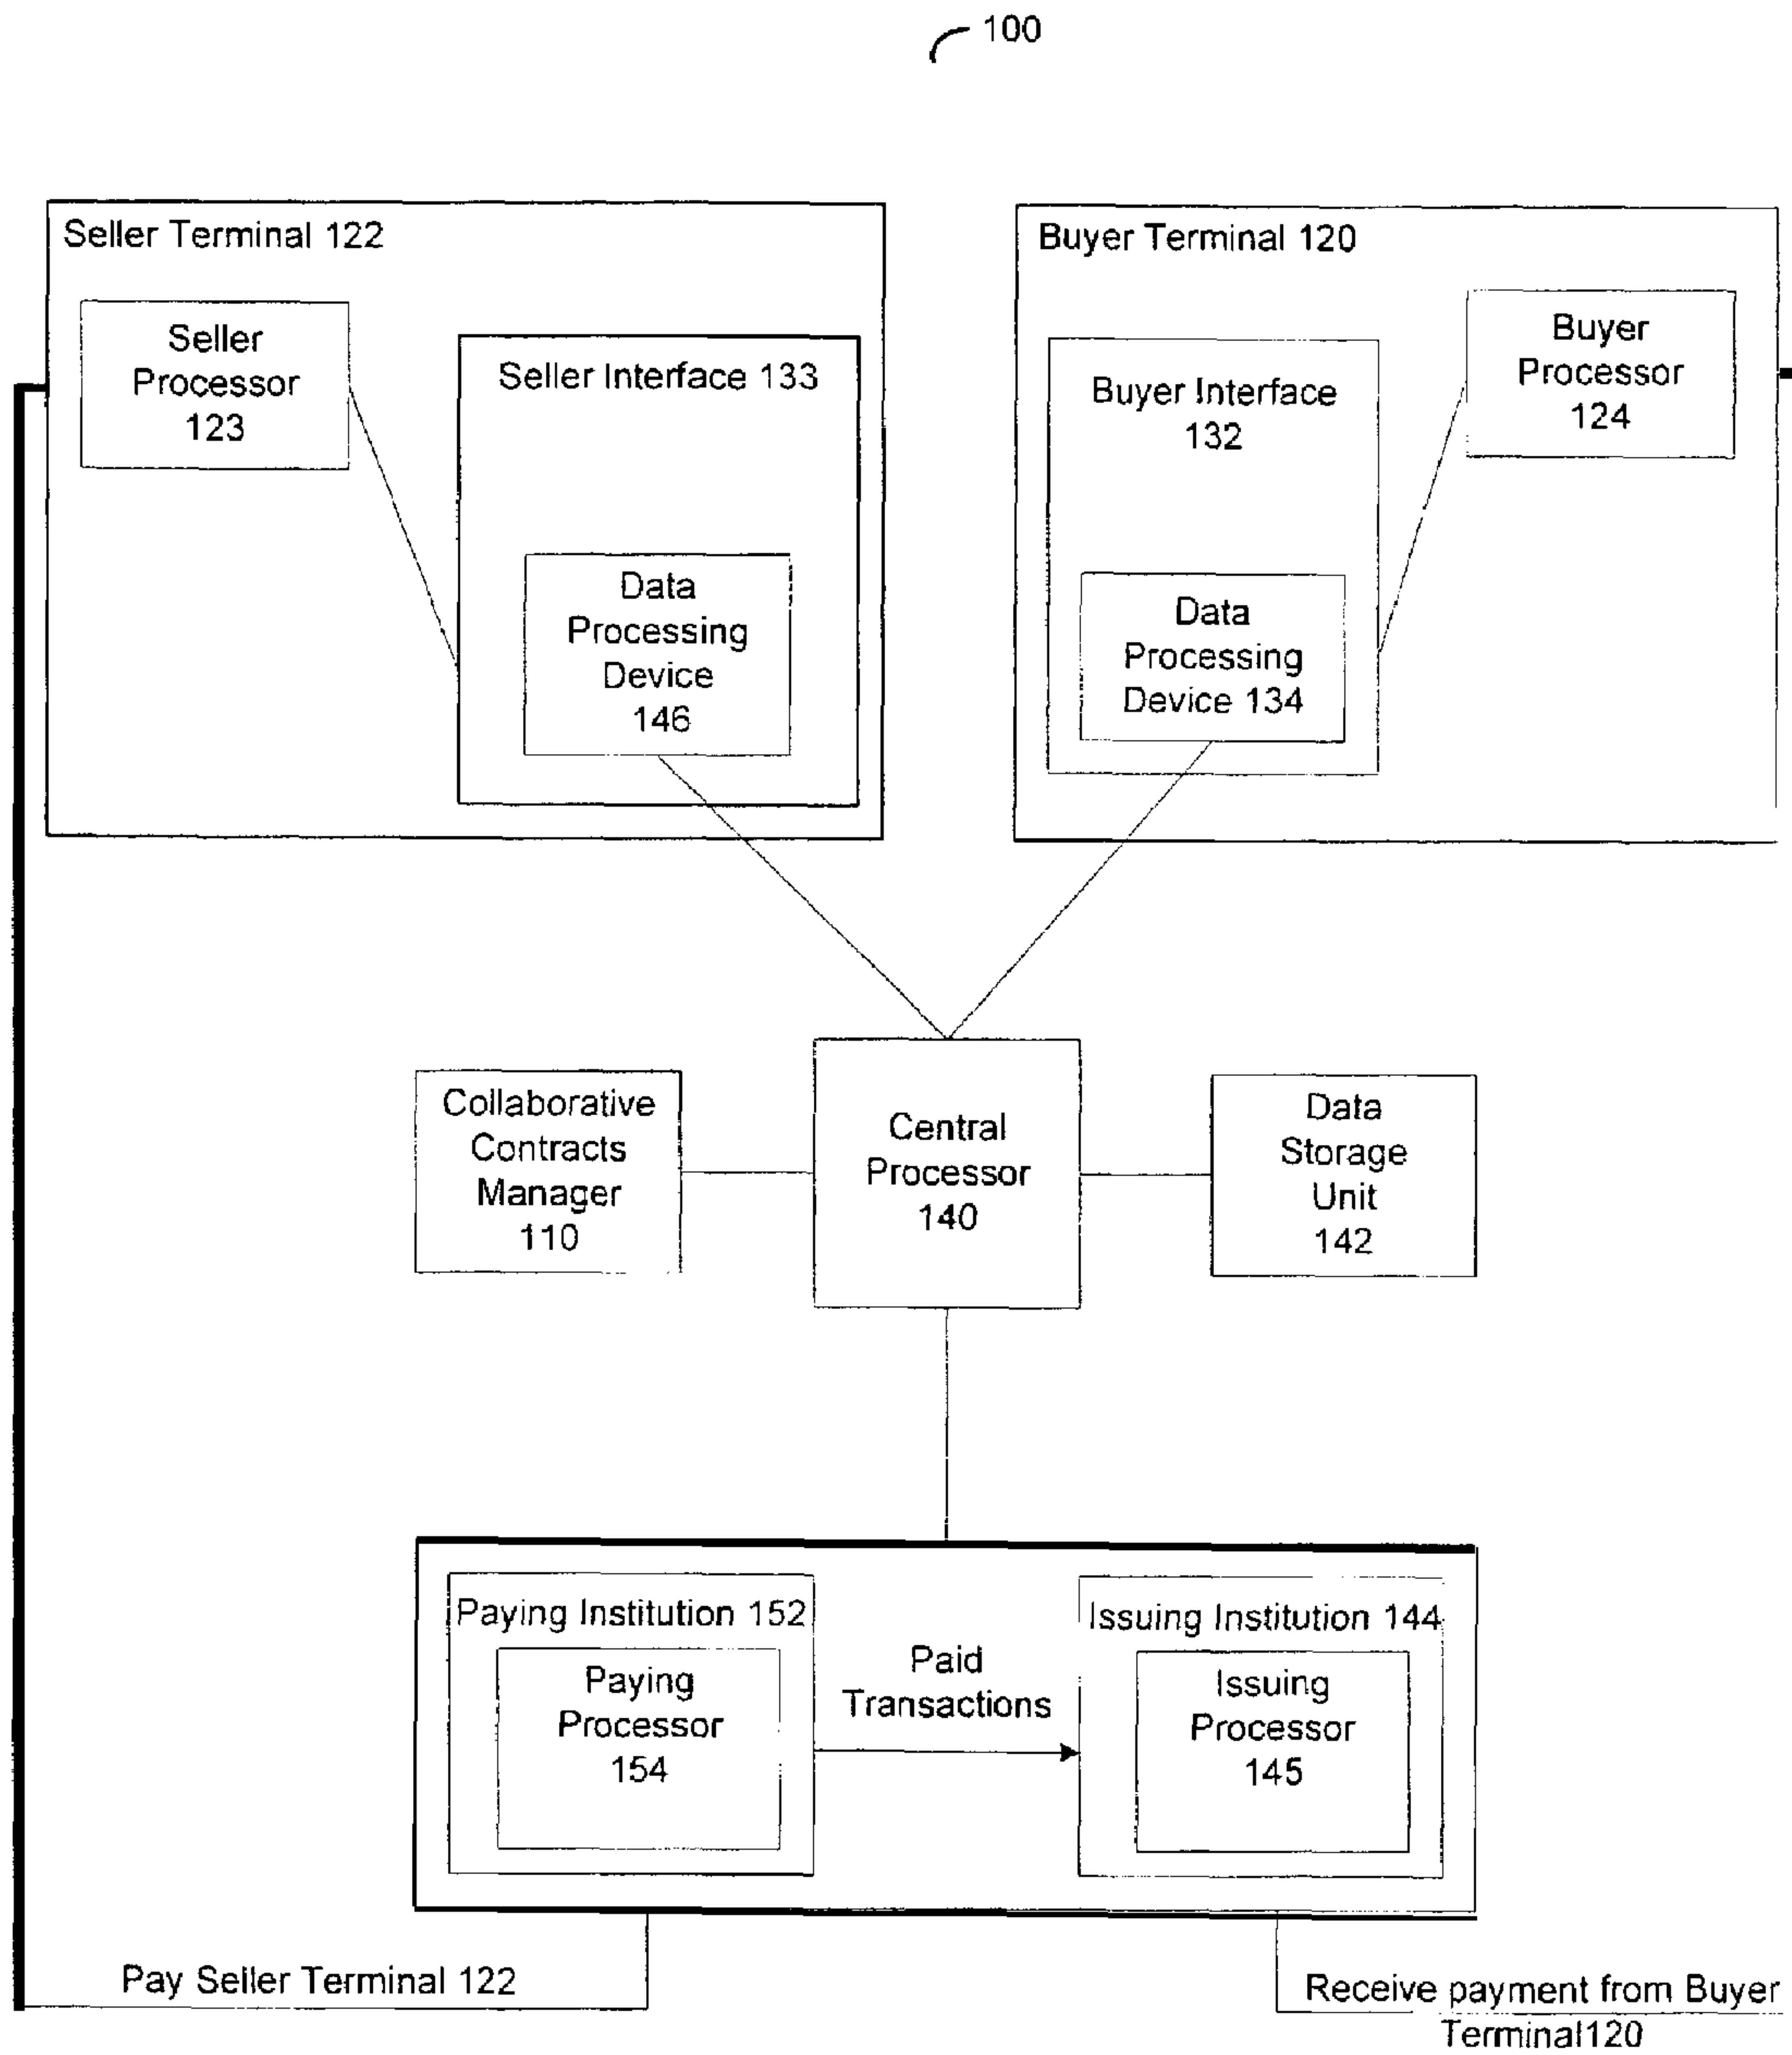 100
Seller Terminal 122
Seller
Processor
123
Seller Interface 133
Data
Processing
Device
146
Buyer Terminal 120
Buyer Interface
132
Buyer
Processor
124
Data
Processing
Device 134
Collaborative
Contracts
Manager
110
Central
Processor
140
Data
Storage
Unit
142
Paying Institution 152
Paying
Processor
154
Paid
Transactions
Issuing Institution 144
Issuing
Processor
145
Pay Seller Terminal 122
Receive payment from Buyer
Terminal120